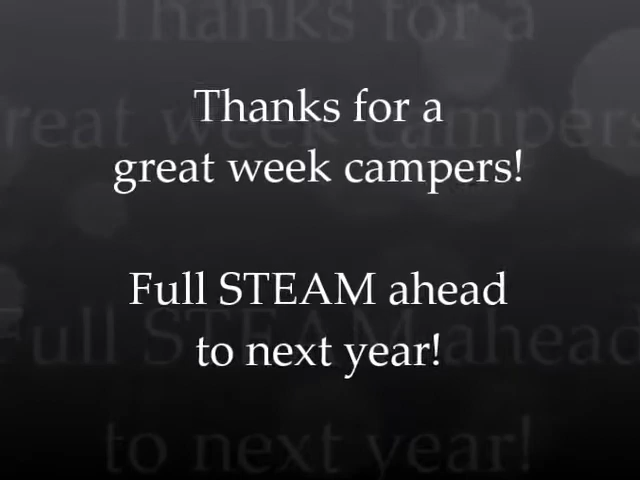 Thanks for a
great week campers!
Full STEAM ahead
to next year!